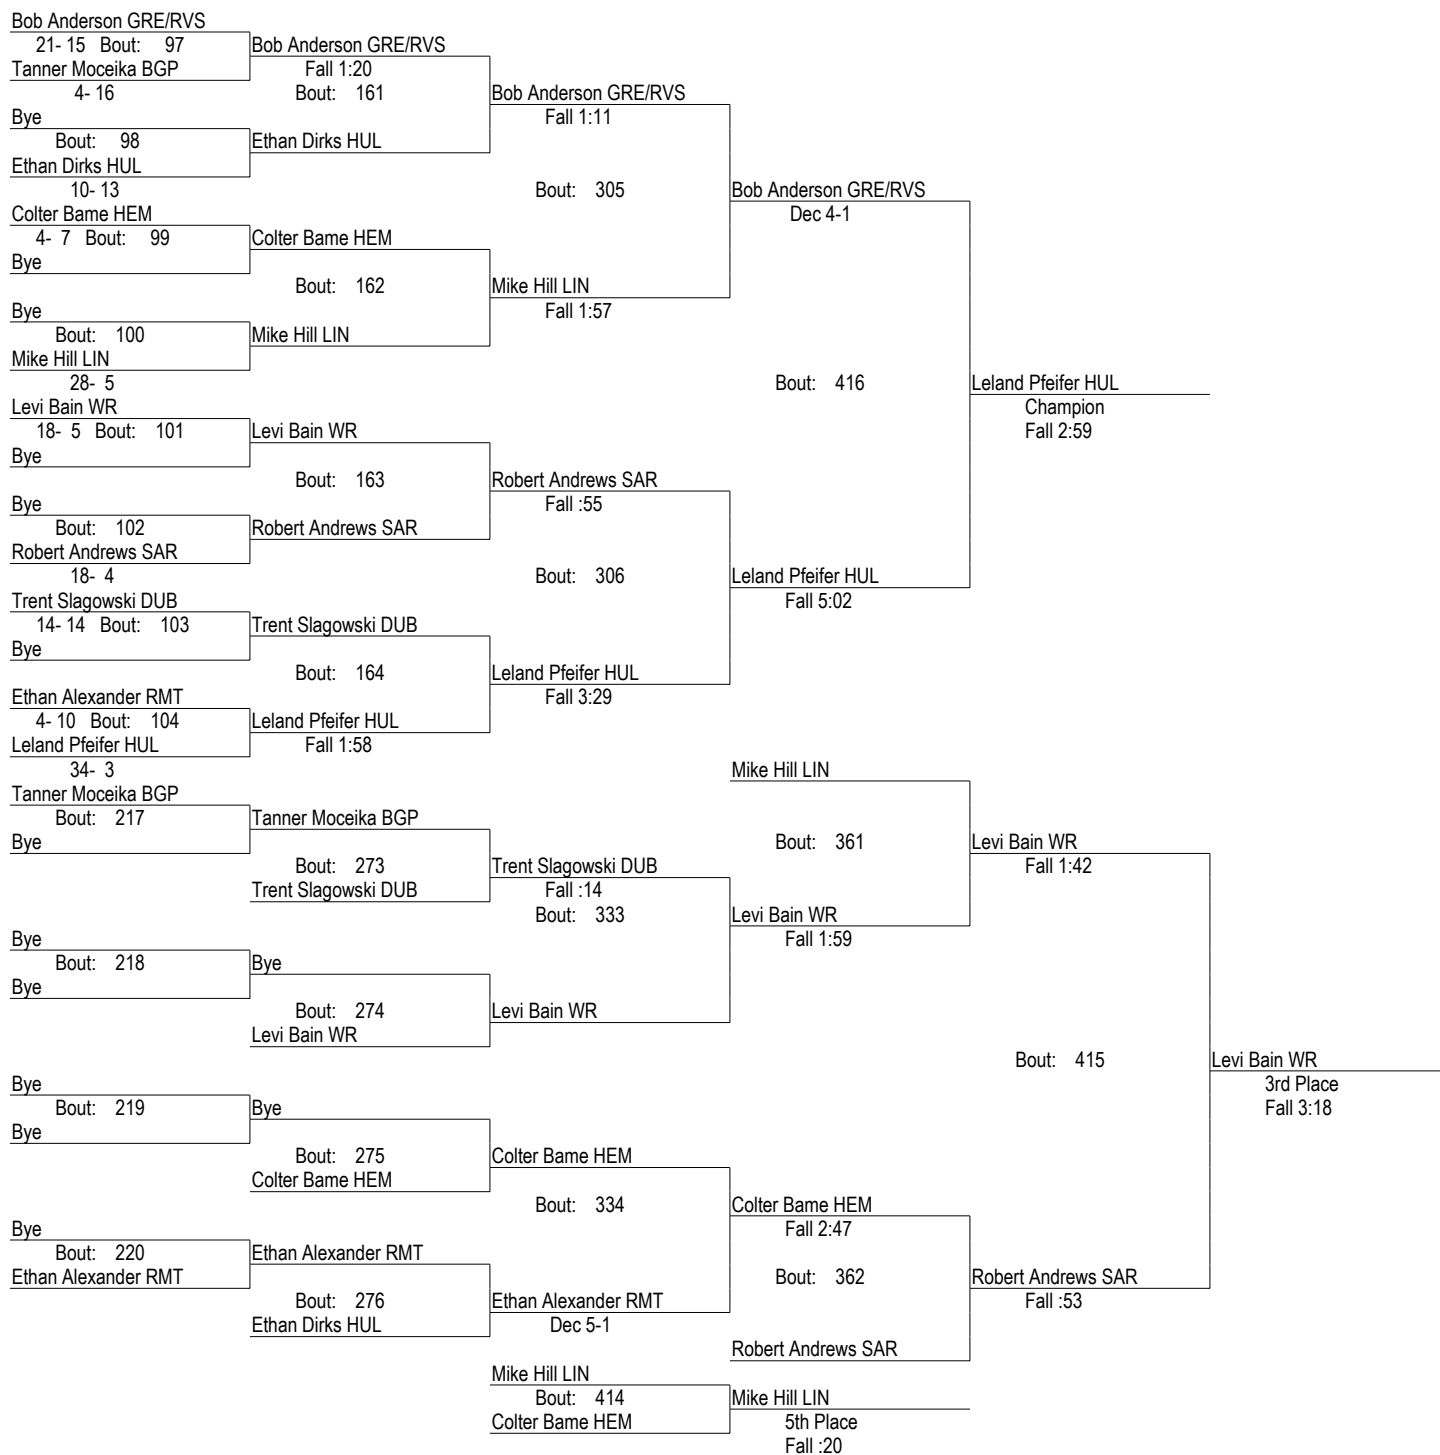 Bob Anderson GRE/RVS
21- 15 Bout: 97
Tanner Moceika BGP
4- 16
Bye
Bout: 98
Ethan Dirks HUL
10- 13
Colter Bame HEM
4- 7 Bout: 99
Bye
Bye
Bout: 100
Mike Hill LIN
28- 5
Levi Bain WR
18- 5 Bout: 101
Bye
Bye
Bout: 102
Robert Andrews SAR
18- 4
Trent Slagowski DUB
14- 14 Bout: 103
Bye
Ethan Alexander RMT
4- 10 Bout: 104
Leland Pfeifer HUL
34- 3
Bob Anderson GRE/RVS
Fall 1:20
Bout: 161
Ethan Dirks HUL
Colter Bame HEM
Bout: 162
Mike Hill LIN
Levi Bain WR
Bout: 163
Robert Andrews SAR
Trent Slagowski DUB
Bout: 164
Leland Pfeifer HUL
Fall 1:58
Bob Anderson GRE/RVS
Fall 1:11
Bout: 305
Mike Hill LIN
Fall 1:57
Robert Andrews SAR
Fall :55
Bout: 306
Leland Pfeifer HUL
Fall 3:29
Bob Anderson GRE/RVS
Dec 4-1
Bout: 416
Leland Pfeifer HUL
Fall 5:02
Leland Pfeifer HUL
Champion
Fall 2:59
Tanner Moceika BGP
Bout: 217
Bye
Bye
Bout: 218
Bye
Bye
Bout: 219
Bye
Bye
Bout: 220
Ethan Alexander RMT
Tanner Moceika BGP
Bout: 273
Trent Slagowski DUB
Bye
Bout: 274
Levi Bain WR
Bye
Bout: 275
Colter Bame HEM
Ethan Alexander RMT
Bout: 276
Ethan Dirks HUL
Trent Slagowski DUB
Fall :14
Bout: 333
Levi Bain WR
Colter Bame HEM
Bout: 334
Ethan Alexander RMT
Dec 5-1
Mike Hill LIN
Bout: 361
Levi Bain WR
Fall 1:59
Colter Bame HEM
Fall 2:47
Bout: 362
Robert Andrews SAR
Levi Bain WR
Fall 1:42
Bout: 415
Robert Andrews SAR
Fall :53
Levi Bain WR
3rd Place
Fall 3:18
Mike Hill LIN
Bout: 414
Colter Bame HEM
Mike Hill LIN
5th Place
Fall :20